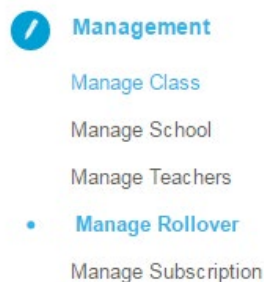 Management
Manage Class
Manage School
Manage Teachers
Manage Rollover
Manage Subscription